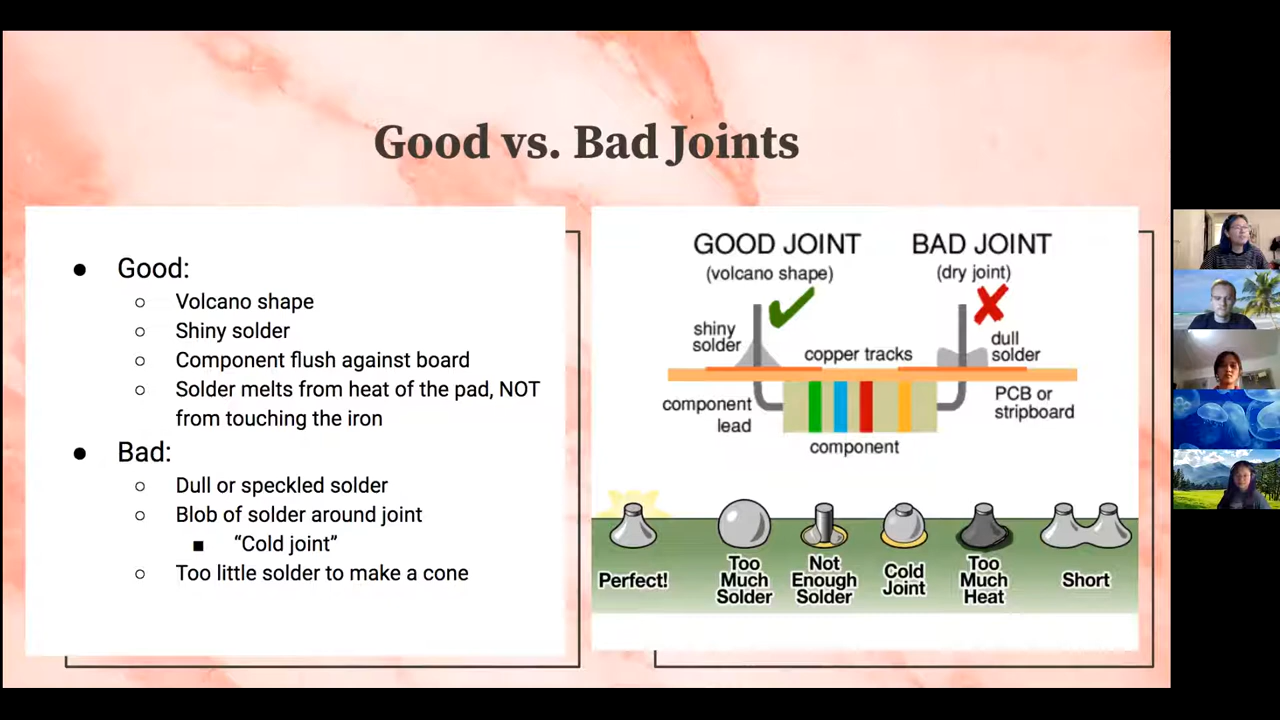 Good vs. Bad Joints
● Good:
○ Volcano shape
○ Shiny solder
○ Component flush against board
○ Solder melts from heat of the pad, NOT
from touching the iron
● Bad:
○ Dull or speckled solder
○ Blob of solder around joint
■ “Cold joint”
○ Too little solder to make a cone
GOOD JOINT
(volcano shape)
BAD JOINT
(dry joint)
shiny
solder
copper tracks
dull
solder
component
lead
PCB or
stripboard
component
Perfect!
Too
Much
Solder
Not
Enough
Solder
Cold
Joint
Too
Much
Heat
Short